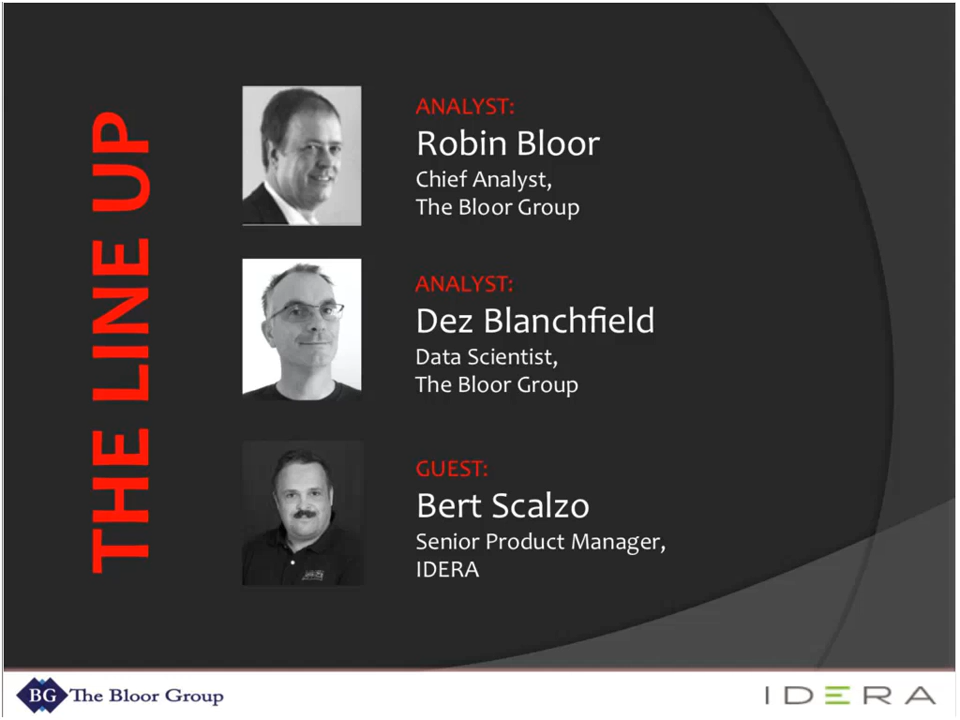 THE LINE UP
ANALYST:
Robin Bloor
Chief Analyst,
The Bloor Group
ANALYST:
Dez Blanchfield
Data Scientist,
The Bloor Group
GUEST:
Bert Scalzo
Senior Product Manager,
IDERA
BG The Bloor Group
IDERA